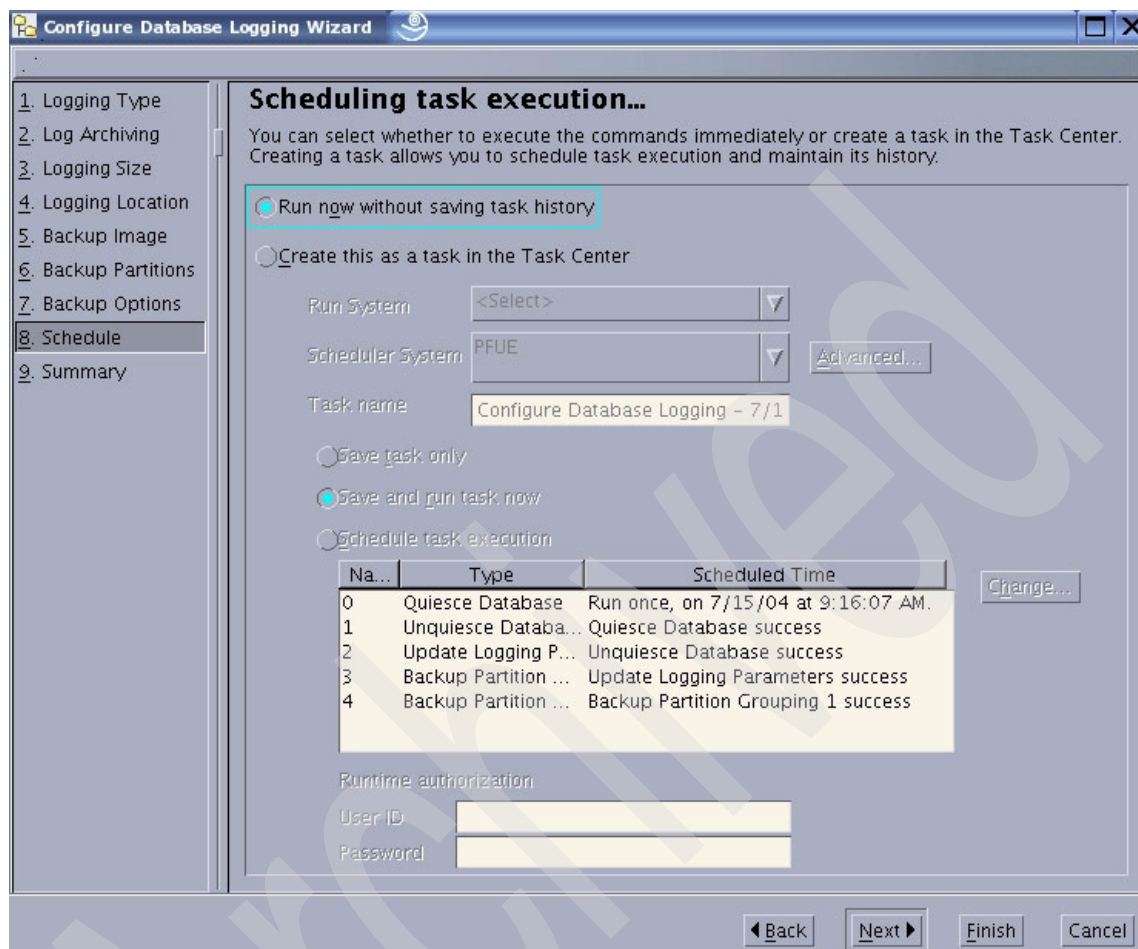 Configure Database Logging Wizard
1. Logging Type
2. Log Archiving
3. Logging Size
4. Logging Location
5. Backup Image
6. Backup Partitions
7. Backup Options
8. Schedule
9. Summary
Scheduling task execution...
You can select whether to execute the commands immediately or create a task in the Task Center.
Creating a task allows you to schedule task execution and maintain its history.
Run now without saving task history
Create this as a task in the Task Center
Run System <Select>
Scheduler System PFUE Advanced...
Task name Configure Database Logging - 7/1
Save task only
Save and run task now
Schedule task execution
Na... Type Scheduled Time
0 Quiesce Database Run once, on 7/15/04 at 9:16:07 AM.
1 Unquiesce Databa... Quiesce Database success
2 Update Logging P... Unquiesce Database success
3 Backup Partition ... Update Logging Parameters success
4 Backup Partition ... Backup Partition Grouping 1 success
Change...
Runtime authorization
User ID
Password
Back Next Finish Cancel
Archived